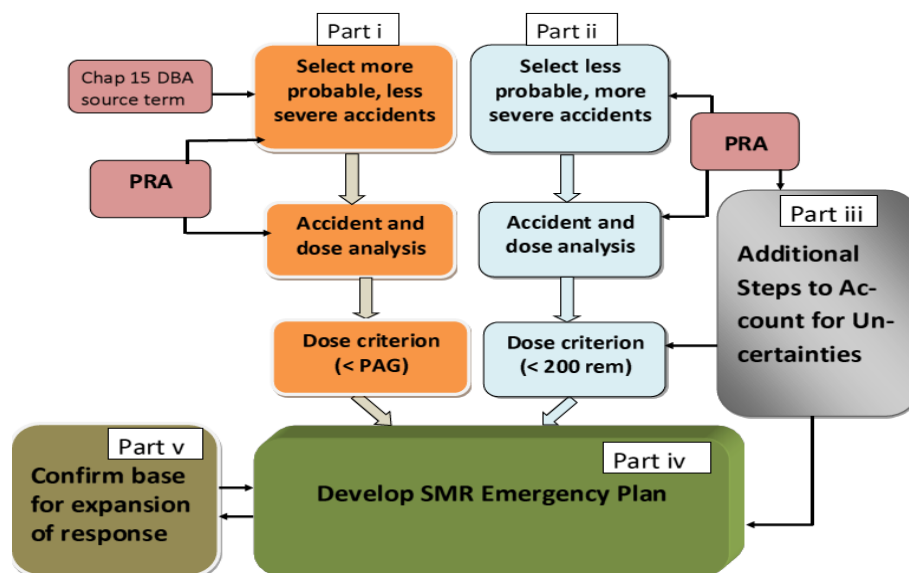 Part i
Select more
probable, less
severe accidents
Part ii
Select less
probable, more
severe accidents
Chap 15 DBA
source term
PRA
PRA
Accident and
dose analysis
Accident and
dose analysis
Part iii
Additional
Steps to Ac-
count for Un-
certainties
Dose criterion
(< PAG)
Dose criterion
(< 200 rem)
Part v
Confirm base
for expansion
of response
Part iv
Develop SMR Emergency Plan